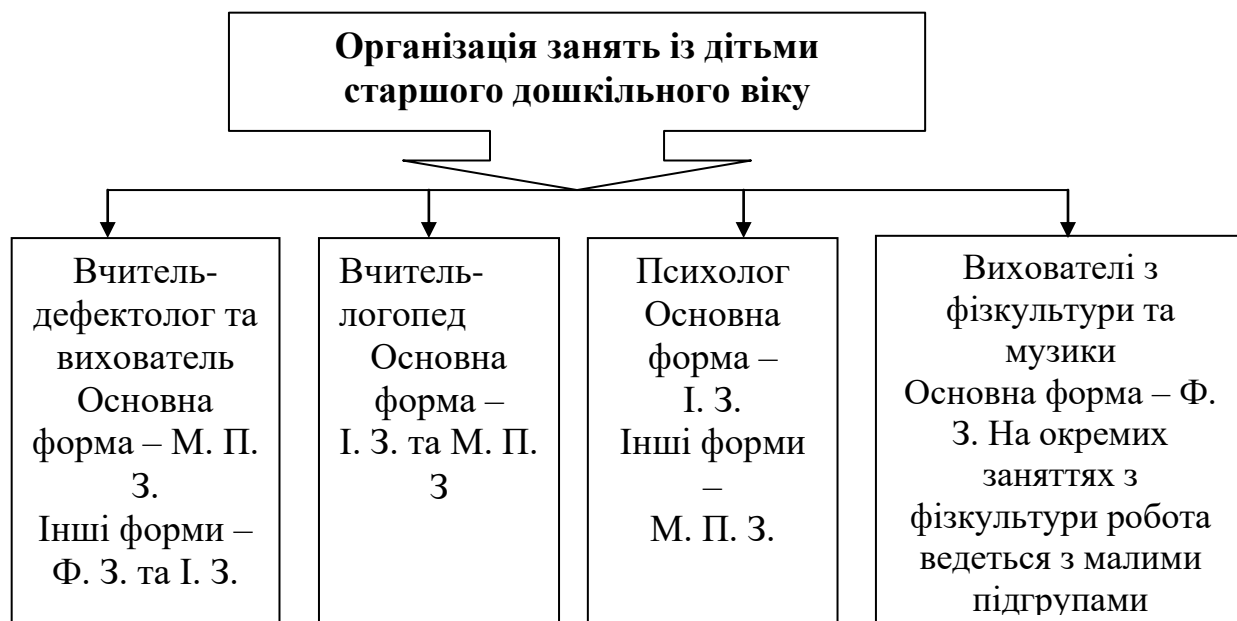 Організація занять із дітьми
старшого дошкільного віку
Вчитель-
дефектолог та
вихователь
Основна
форма – М. П.
З.
Інші форми –
Ф. З. та І. З.
Вчитель-
логопед
Основна
форма –
І. З. та М. П.
З
Психолог
Основна
форма –
І. З.
Інші форми
–
М. П. З.
Вихователі з
фізкультури та
музики
Основна форма – Ф.
З. На окремих
заняттях з
фізкультури робота
ведеться з малими
підгрупами